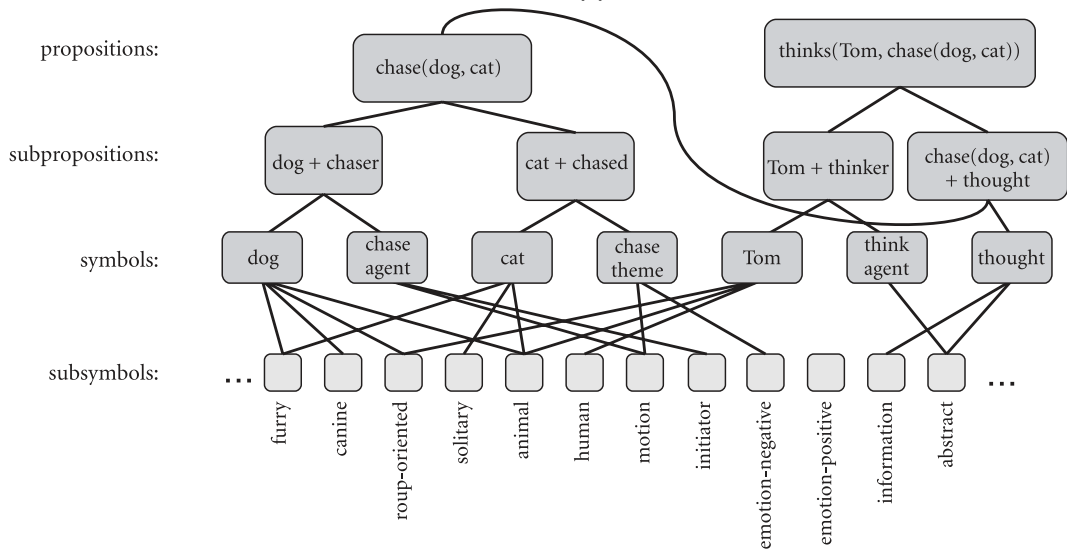 propositions:
chase(dog, cat)
thinks(Tom, chase(dog, cat))
subpropositions:
dog + chaser
cat + chased
Tom + thinker
chase(dog, cat)
+ thought
symbols:
dog
chase
agent
cat
chase
theme
Tom
think
agent
thought
subsymbols:
...
...
furry
canine
roup-oriented
solitary
animal
human
motion
initiator
emotion-negative
emotion-positive
information
abstract